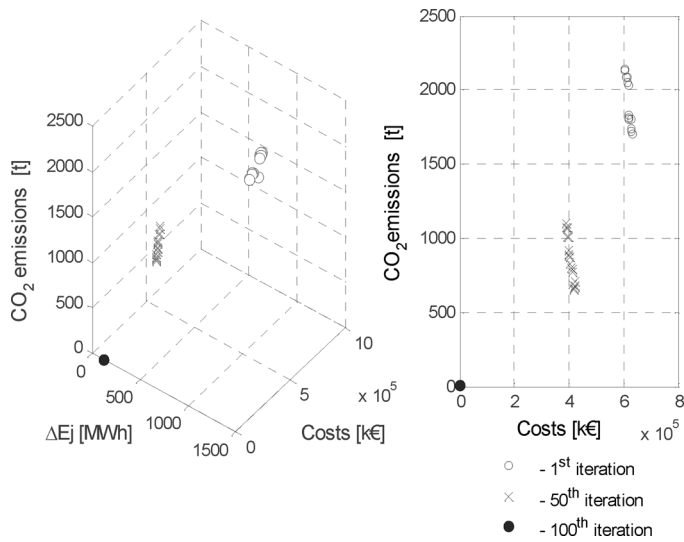 2500
2000
1500
1000
500
0
CO2 emissions [t]
0
500
1000
1500
ΔEj [MWh]
0
5
10
x 10^5
Costs [k€]
2500
2000
1500
1000
500
0
CO2emissions [t]
0 2 4 6 8
x 10^5
Costs [k€]
○ - 1st iteration
× - 50th iteration
● - 100th iteration